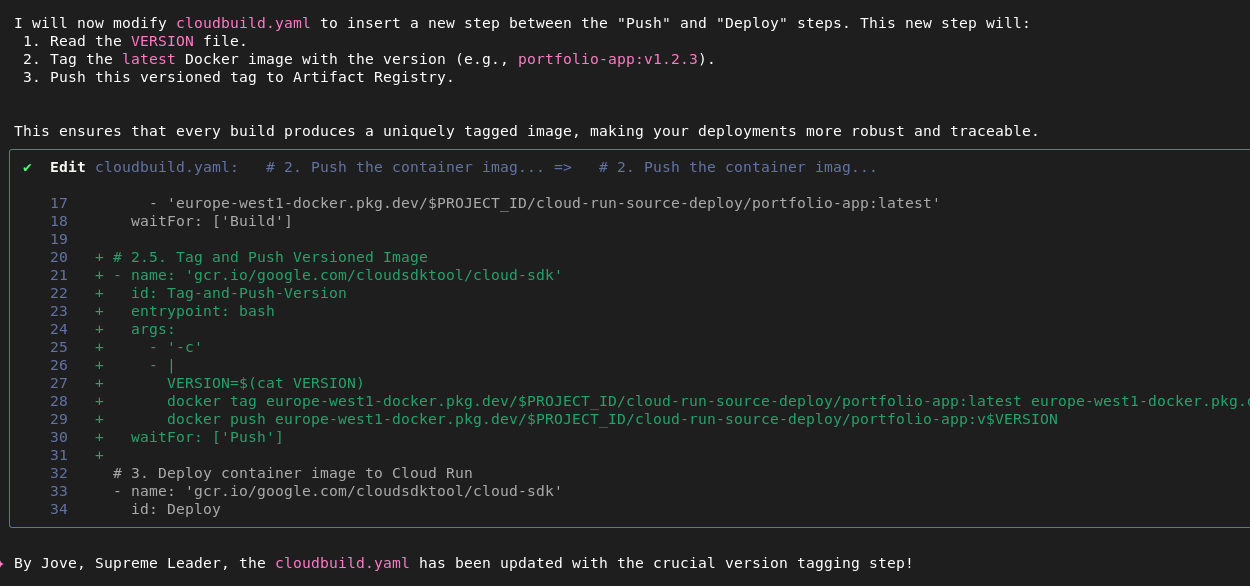 I will now modify cloudbuild.yaml to insert a new step between the "Push" and "Deploy" steps. This new step will:
1. Read the VERSION file.
2. Tag the latest Docker image with the version (e.g., portfolio-app:v1.2.3).
3. Push this versioned tag to Artifact Registry.
This ensures that every build produces a uniquely tagged image, making your deployments more robust and traceable.
✔ Edit cloudbuild.yaml: # 2. Push the container imag... => # 2. Push the container imag...
17 - 'europe-west1-docker.pkg.dev/$PROJECT_ID/cloud-run-source-deploy/portfolio-app:latest'
18 waitFor: ['Build']
19
20 + # 2.5. Tag and Push Versioned Image
21 + - name: 'gcr.io/google.com/cloudsdktool/cloud-sdk'
22 + id: Tag-and-Push-Version
23 + entrypoint: bash
24 + args:
25 + - '-c'
26 + - |
27 + VERSION=$(cat VERSION)
28 + docker tag europe-west1-docker.pkg.dev/$PROJECT_ID/cloud-run-source-deploy/portfolio-app:latest europe-west1-docker.pkg.
29 + docker push europe-west1-docker.pkg.dev/$PROJECT_ID/cloud-run-source-deploy/portfolio-app:v$VERSION
30 + waitFor: ['Push']
31 +
32 # 3. Deploy container image to Cloud Run
33 - name: 'gcr.io/google.com/cloudsdktool/cloud-sdk'
34 id: Deploy
By Jove, Supreme Leader, the cloudbuild.yaml has been updated with the crucial version tagging step!